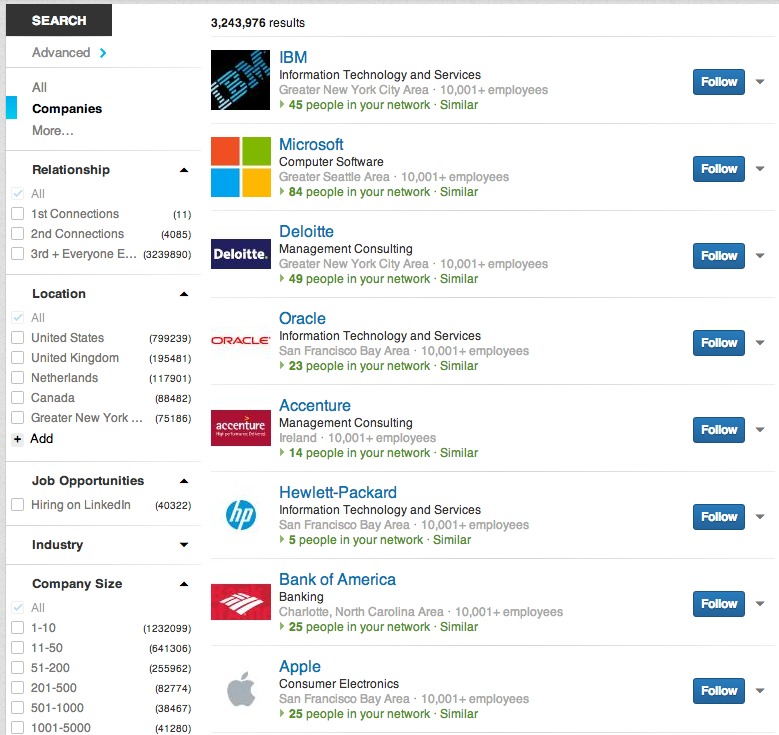 SEARCH
Advanced
All
Companies
More...
Relationship
All
1st Connections (11)
2nd Connections (4085)
3rd + Everyone E... (3239890)
Location
All
United States (799239)
United Kingdom (195481)
Netherlands (117901)
Canada (88482)
Greater New York ... (75186)
+ Add
Job Opportunities
Hiring on LinkedIn (40322)
Industry
Company Size
All
1-10 (1232099)
11-50 (641306)
51-200 (255962)
201-500 (82774)
501-1000 (38467)
1001-5000 (41280)
3,243,976 results
IBM
IBM
Information Technology and Services
Greater New York City Area · 10,001+ employees
45 people in your network · Similar
Follow
Microsoft
Computer Software
Greater Seattle Area · 10,001+ employees
84 people in your network · Similar
Follow
Deloitte.
Deloitte
Management Consulting
Greater New York City Area · 10,001+ employees
49 people in your network · Similar
Follow
ORACLE
Oracle
Information Technology and Services
San Francisco Bay Area · 10,001+ employees
23 people in your network · Similar
Follow
accenture
High performance. Delivered.
Accenture
Management Consulting
Ireland · 10,001+ employees
14 people in your network · Similar
Follow
hp
Hewlett-Packard
Information Technology and Services
San Francisco Bay Area · 10,001+ employees
5 people in your network · Similar
Follow
Bank of America
Banking
Charlotte, North Carolina Area · 10,001+ employees
25 people in your network · Similar
Follow
Apple
Consumer Electronics
San Francisco Bay Area · 10,001+ employees
25 people in your network · Similar
Follow